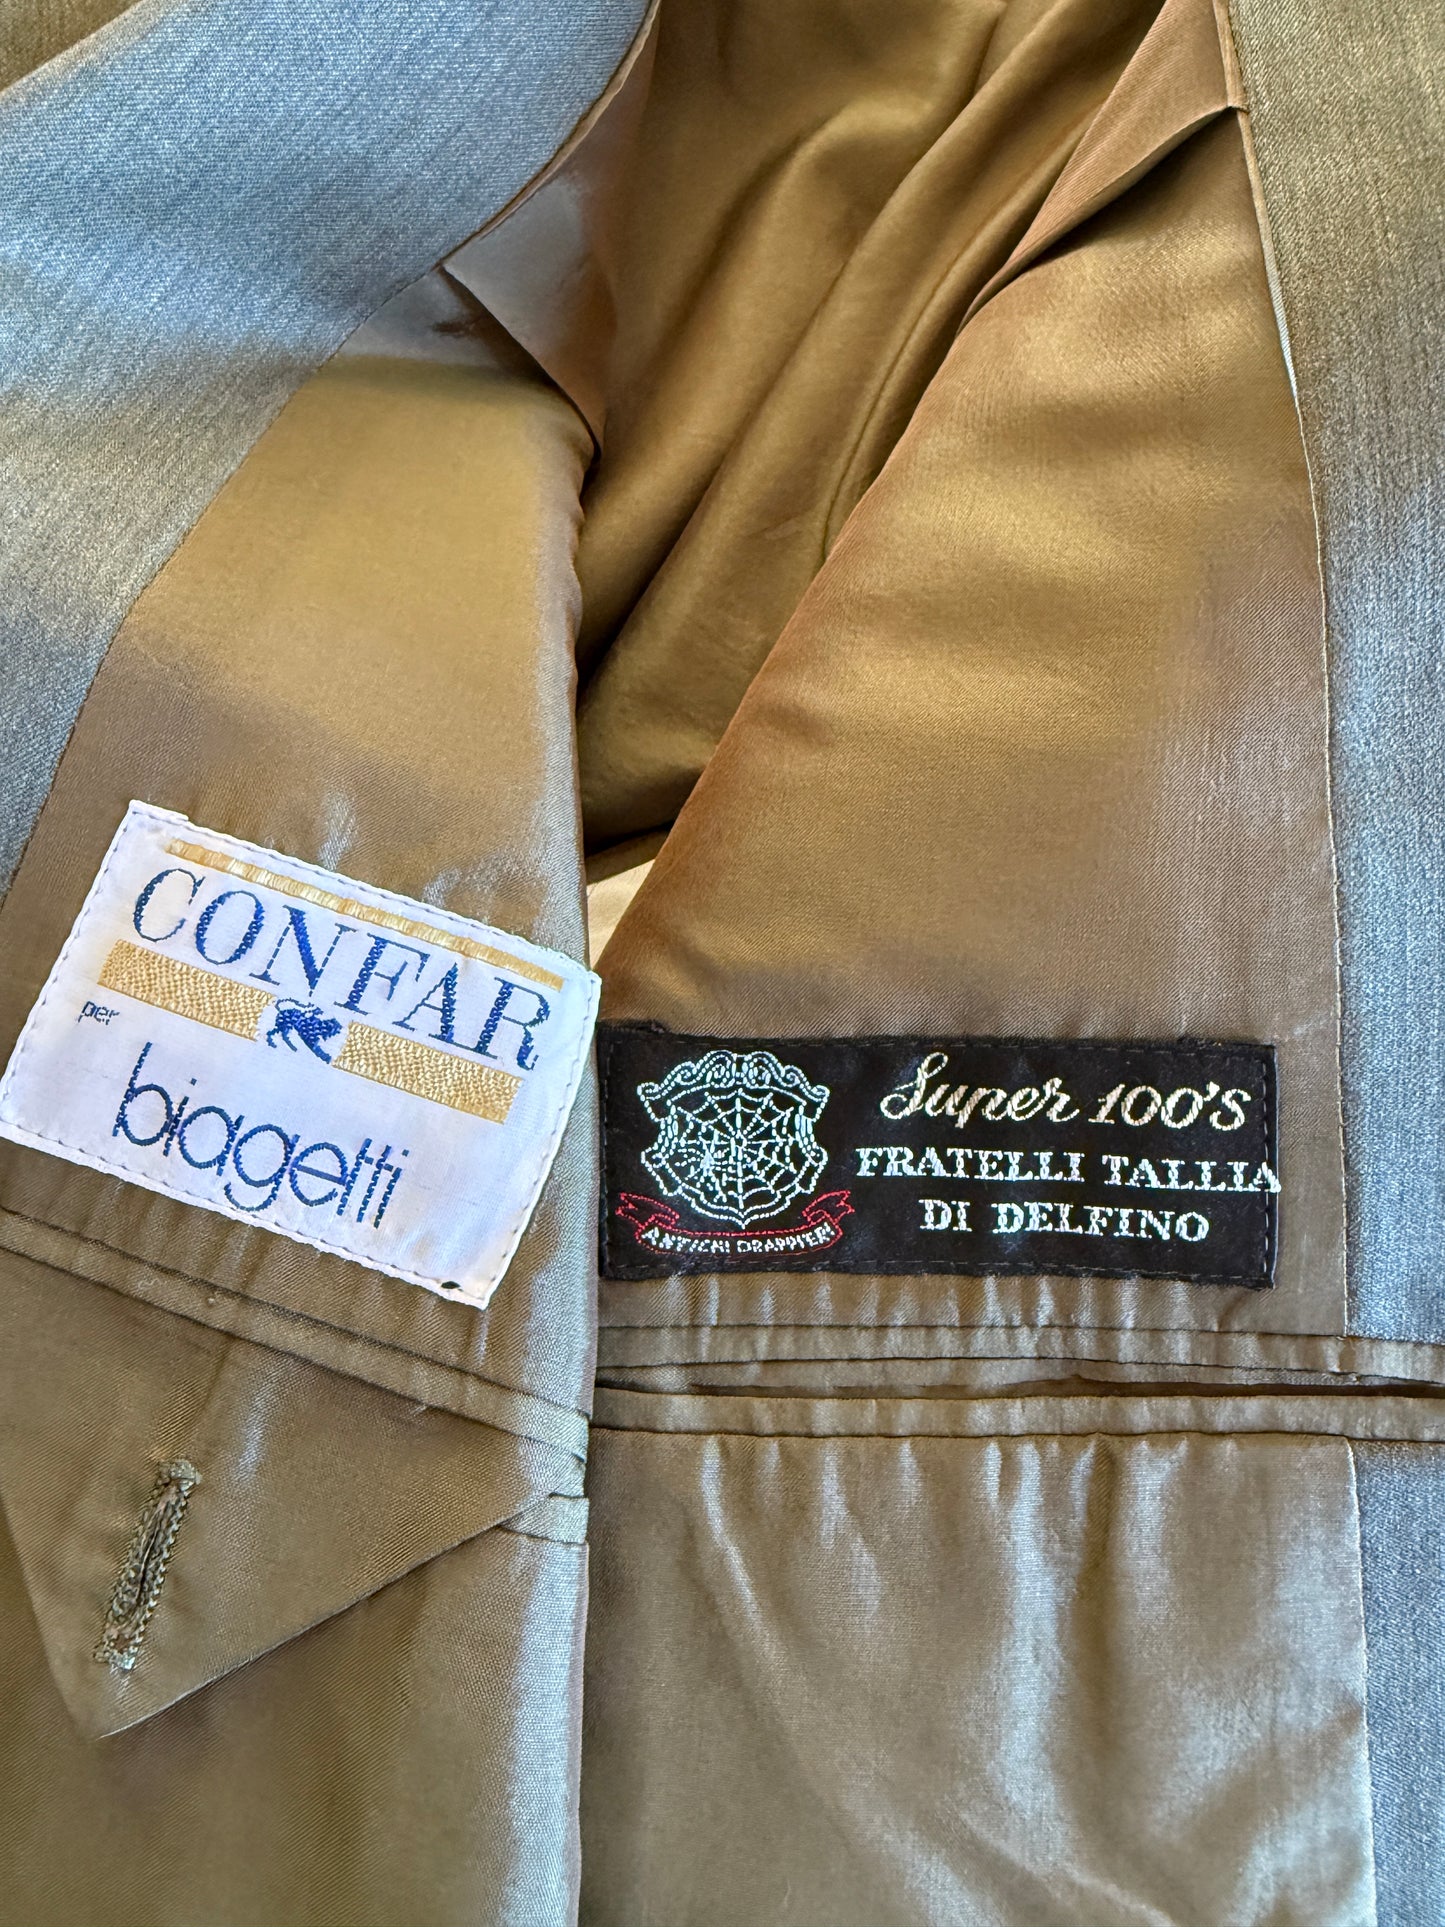 CONFAR
per
biagetti
Super 100's
FRATELLI TALLIA
DI DELFINO
ANTICHI DRAPPIERI